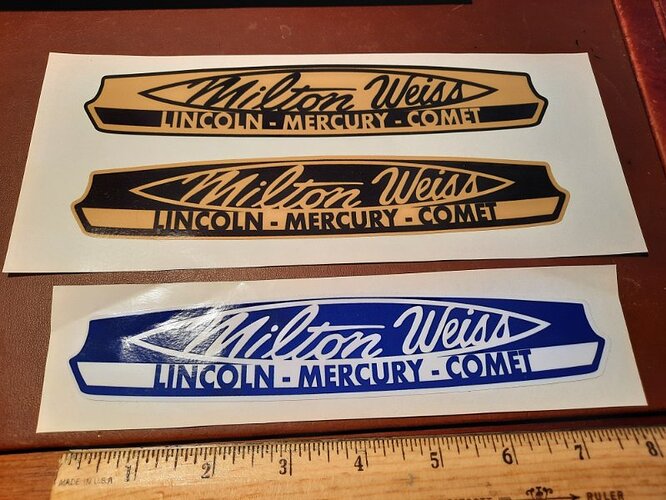 Milton Weiss
LINCOLN - MERCURY - COMET
Milton Weiss
LINCOLN - MERCURY - COMET
Milton Weiss
LINCOLN - MERCURY - COMET
1 2 3 4 5 6 7 8
MADE IN U.S.A
RULER